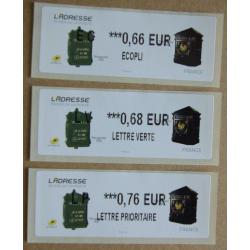 L'ADRESSE
EC ***0,66 EUR
ECOPLI
FRANCE
L'ADRESSE
LV ***0,68 EUR
LETTRE VERTE
FRANCE
L'ADRESSE
LP ***0,76 EUR
LETTRE PRIORITAIRE
FRANCE